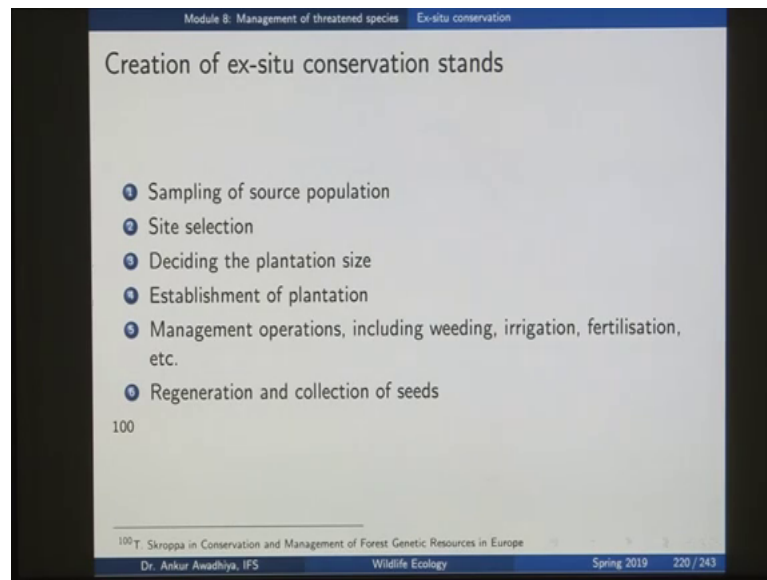 Module 8: Management of threatened species Ex-situ conservation
Creation of ex-situ conservation stands
1 Sampling of source population
2 Site selection
3 Deciding the plantation size
4 Establishment of plantation
5 Management operations, including weeding, irrigation, fertilisation,
etc.
6 Regeneration and collection of seeds
100
100 T. Skroppa in Conservation and Management of Forest Genetic Resources in Europe
Dr. Ankur Awadhiya, IFS Wildlife Ecology Spring 2019 220 / 243